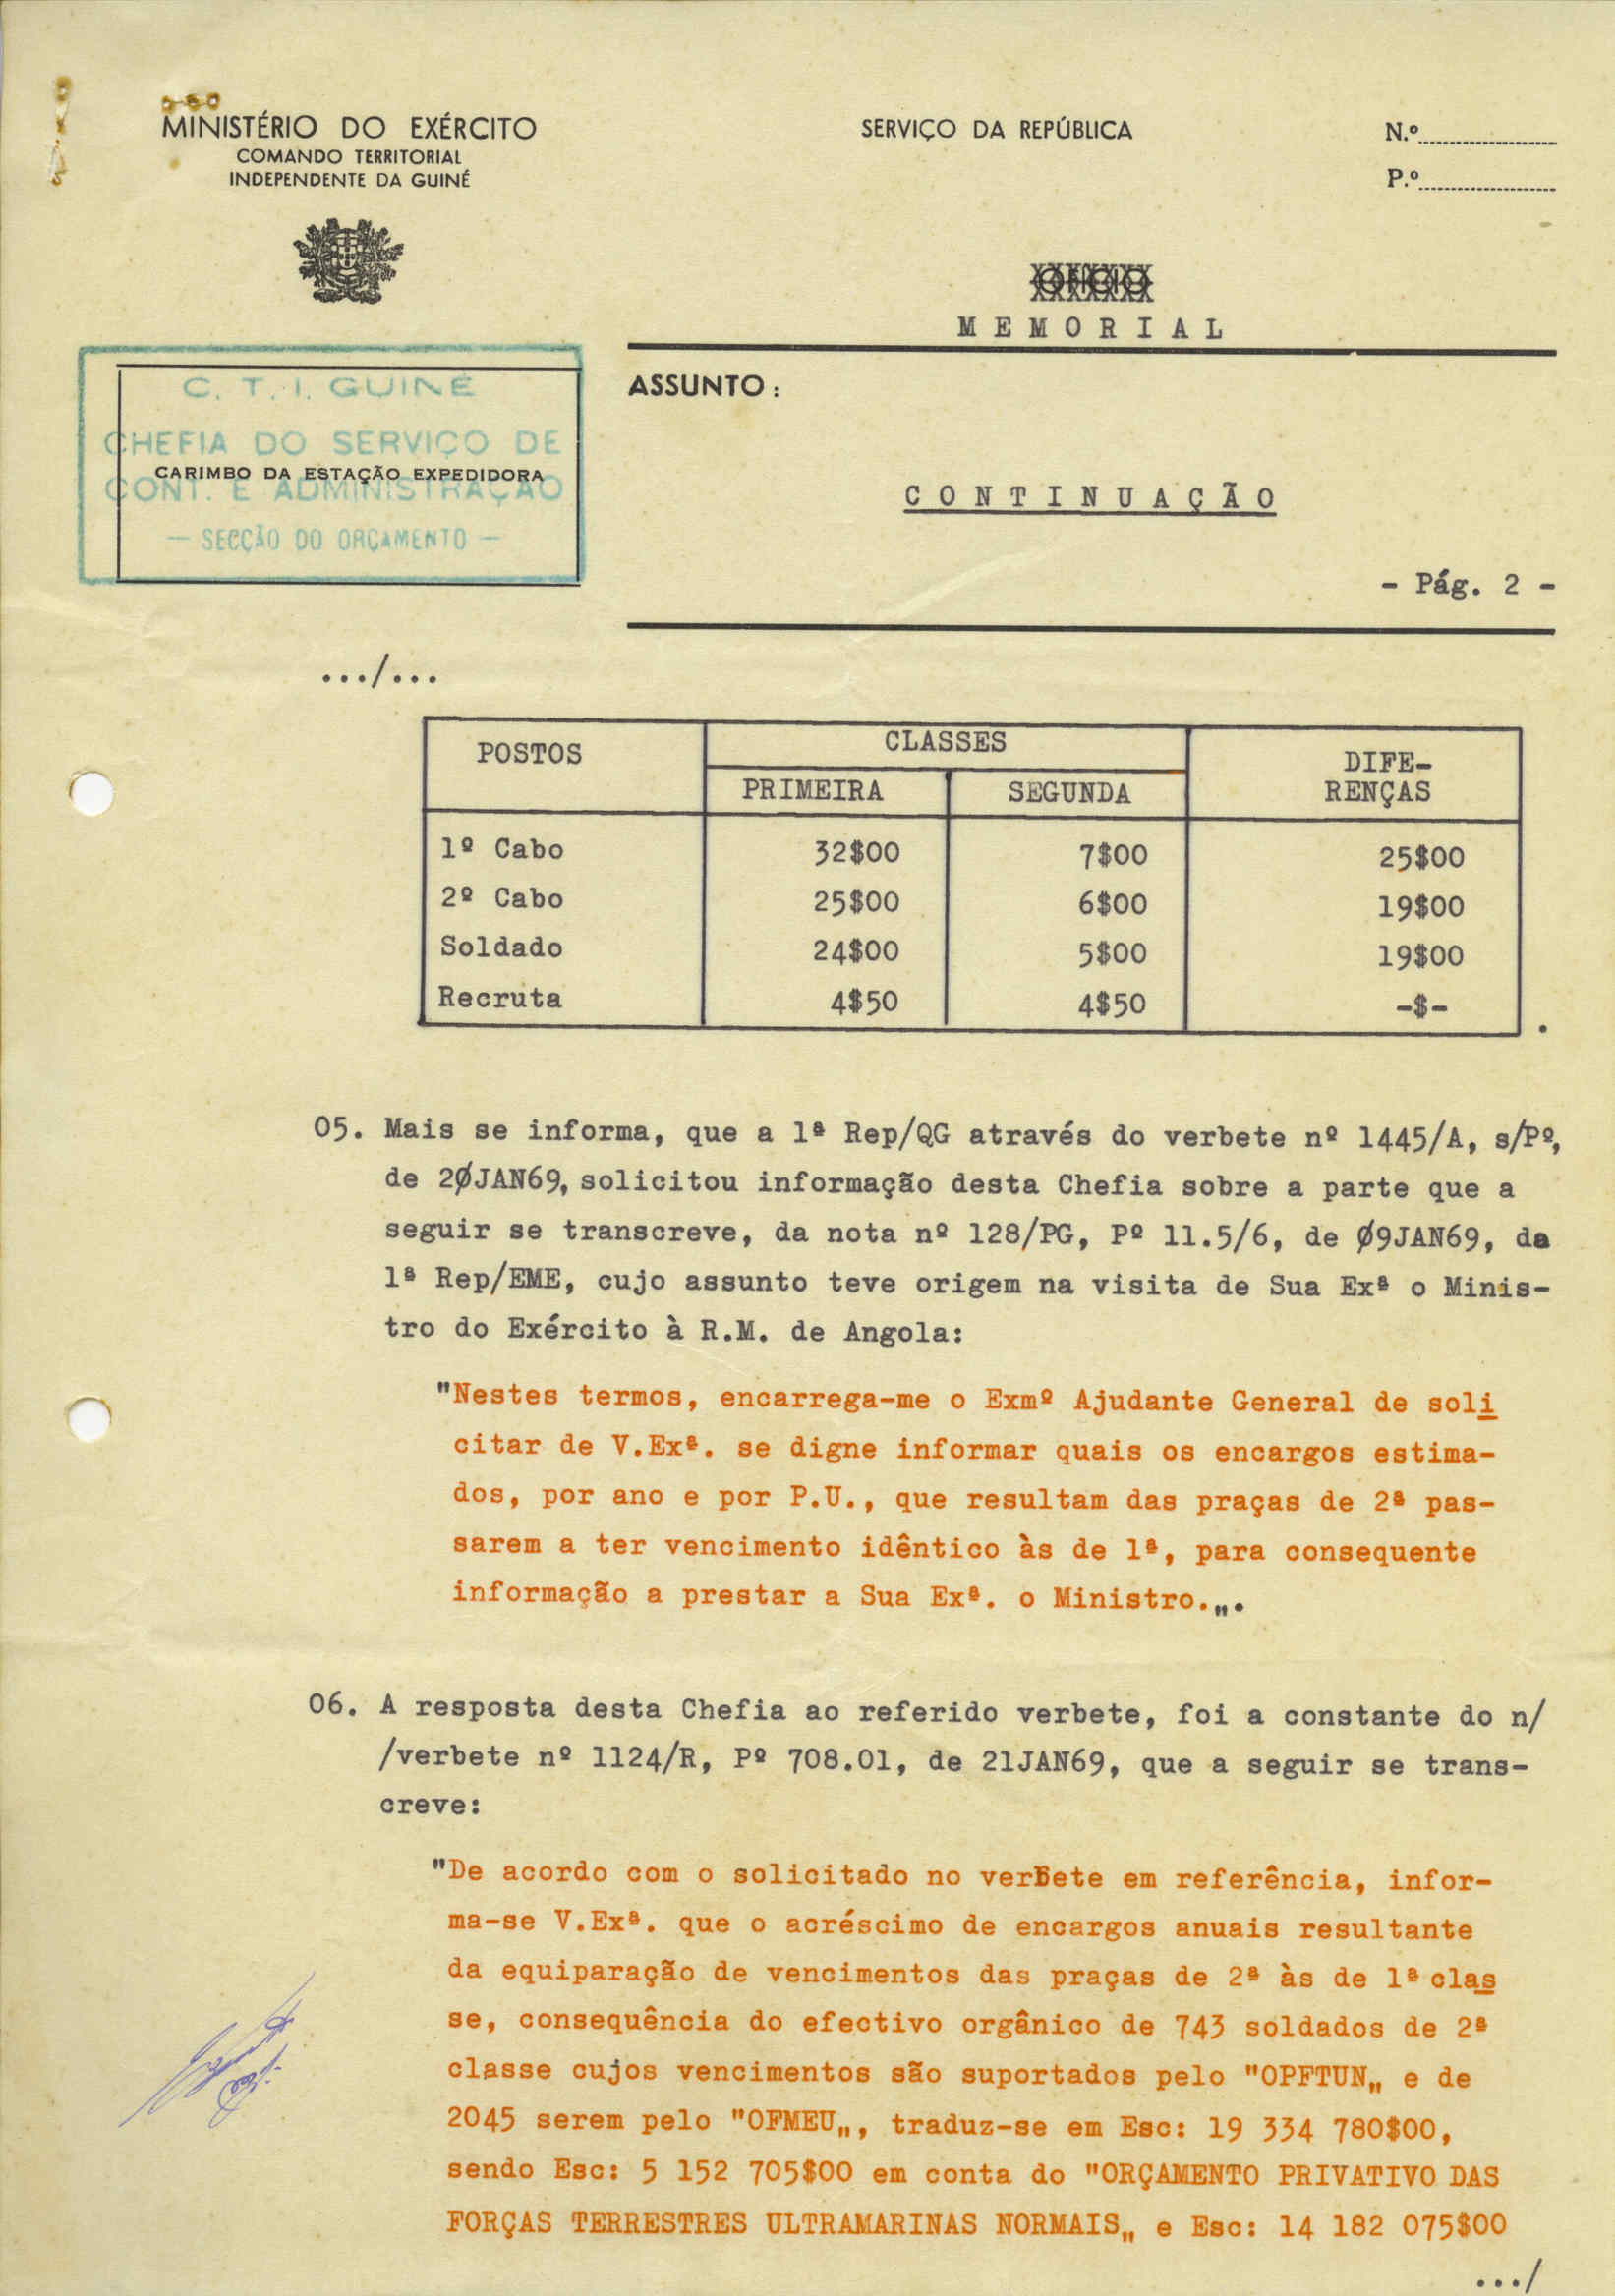 MINISTÉRIO DO EXÉRCITO
COMANDO TERRITORIAL
INDEPENDENTE DA GUINÉ
SERVIÇO DA REPÚBLICA
N.º
P.º
OFÍCIO
M E M O R I A L
C. T. I. GUINÉ
CHEFIA DO SERVIÇO DE
CARIMBO DA ESTAÇÃO EXPEDIDORA
CONT. E ADMINISTRAÇÃO
— SECÇÃO DO ORÇAMENTO —
ASSUNTO:
C O N T I N U A Ç Ã O
- Pág. 2 -
.../...
POSTOS CLASSES DIFE-
PRIMEIRA SEGUNDA RENÇAS
1º Cabo 32$00 7$00 25$00
2º Cabo 25$00 6$00 19$00
Soldado 24$00 5$00 19$00
Recruta 4$50 4$50 -$- .
05. Mais se informa, que a 1ª Rep/QG através do verbete nº 1445/A, s/Pº,
de 2ØJAN69, solicitou informação desta Chefia sobre a parte que a
seguir se transcreve, da nota nº 128/PG, Pº 11.5/6, de Ø9JAN69, da
1ª Rep/EME, cujo assunto teve origem na visita de Sua Exª o Minis-
tro do Exército à R.M. de Angola:
"Nestes termos, encarrega-me o Exmº Ajudante General de soli
citar de V.Exª. se digne informar quais os encargos estima-
dos, por ano e por P.U., que resultam das praças de 2ª pas-
sarem a ter vencimento idêntico às de 1ª, para consequente
informação a prestar a Sua Exª. o Ministro.„.
06. A resposta desta Chefia ao referido verbete, foi a constante do n/
/verbete nº 1124/R, Pº 708.01, de 21JAN69, que a seguir se trans-
creve:
"De acordo com o solicitado no verBete em referência, infor-
ma-se V.Exª. que o acréscimo de encargos anuais resultante
da equiparação de vencimentos das praças de 2ª às de 1ª clas
se, consequência do efectivo orgânico de 743 soldados de 2ª
classe cujos vencimentos são suportados pelo "OPFTUN„ e de
2045 serem pelo "OFMEU„, traduz-se em Esc: 19 334 780$00,
sendo Esc: 5 152 705$00 em conta do "ORÇAMENTO PRIVATIVO DAS
FORÇAS TERRESTRES ULTRAMARINAS NORMAIS„ e Esc: 14 182 075$00
.../